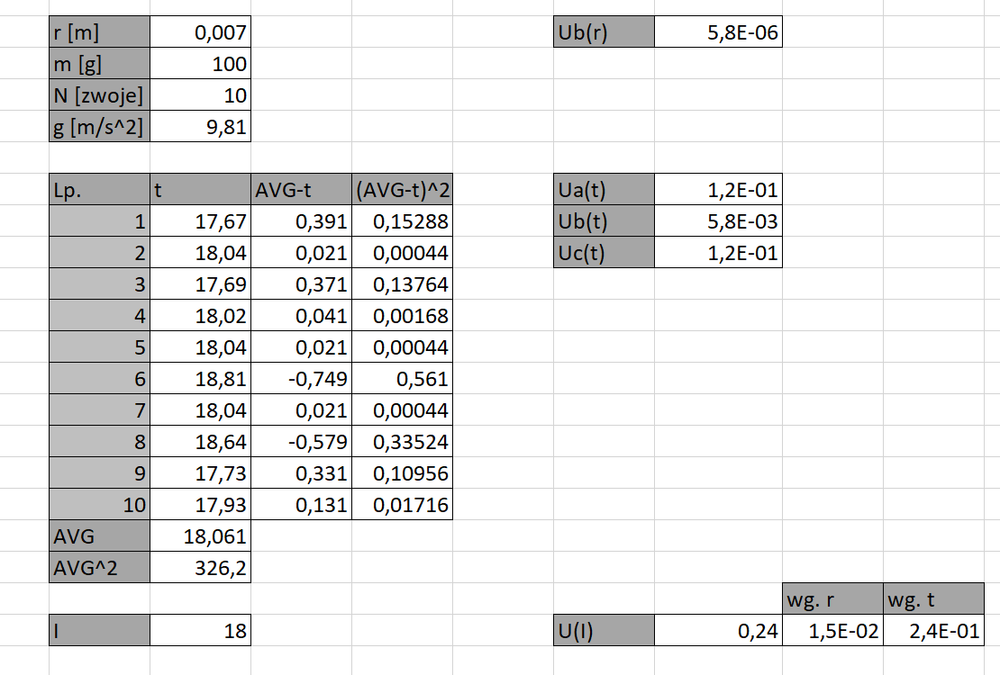 r [m] 0,007 Ub(r) 5,8E-06
m [g] 100
N [zwoje] 10
g [m/s^2] 9,81
Lp. t AVG-t (AVG-t)^2 Ua(t) 1,2E-01
1 17,67 0,391 0,15288 Ub(t) 5,8E-03
2 18,04 0,021 0,00044 Uc(t) 1,2E-01
3 17,69 0,371 0,13764
4 18,02 0,041 0,00168
5 18,04 0,021 0,00044
6 18,81 -0,749 0,561
7 18,04 0,021 0,00044
8 18,64 -0,579 0,33524
9 17,73 0,331 0,10956
10 17,93 0,131 0,01716
AVG 18,061
AVG^2 326,2
wg. r wg. t
I 18 U(I) 0,24 1,5E-02 2,4E-01